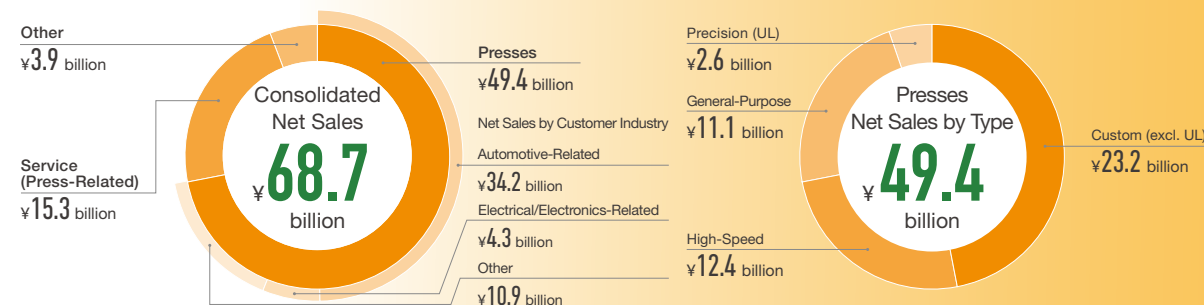 Other
¥3.9 billion
Service
(Press-Related)
¥15.3 billion
Consolidated
Net Sales
¥68.7
billion
Presses
¥49.4 billion
Net Sales by Customer Industry
Automotive-Related
¥34.2 billion
Electrical/Electronics-Related
¥4.3 billion
Other
¥10.9 billion
Precision (UL)
¥2.6 billion
General-Purpose
¥11.1 billion
High-Speed
¥12.4 billion
Presses
Net Sales by Type
¥49.4
billion
Custom (excl. UL)
¥23.2 billion